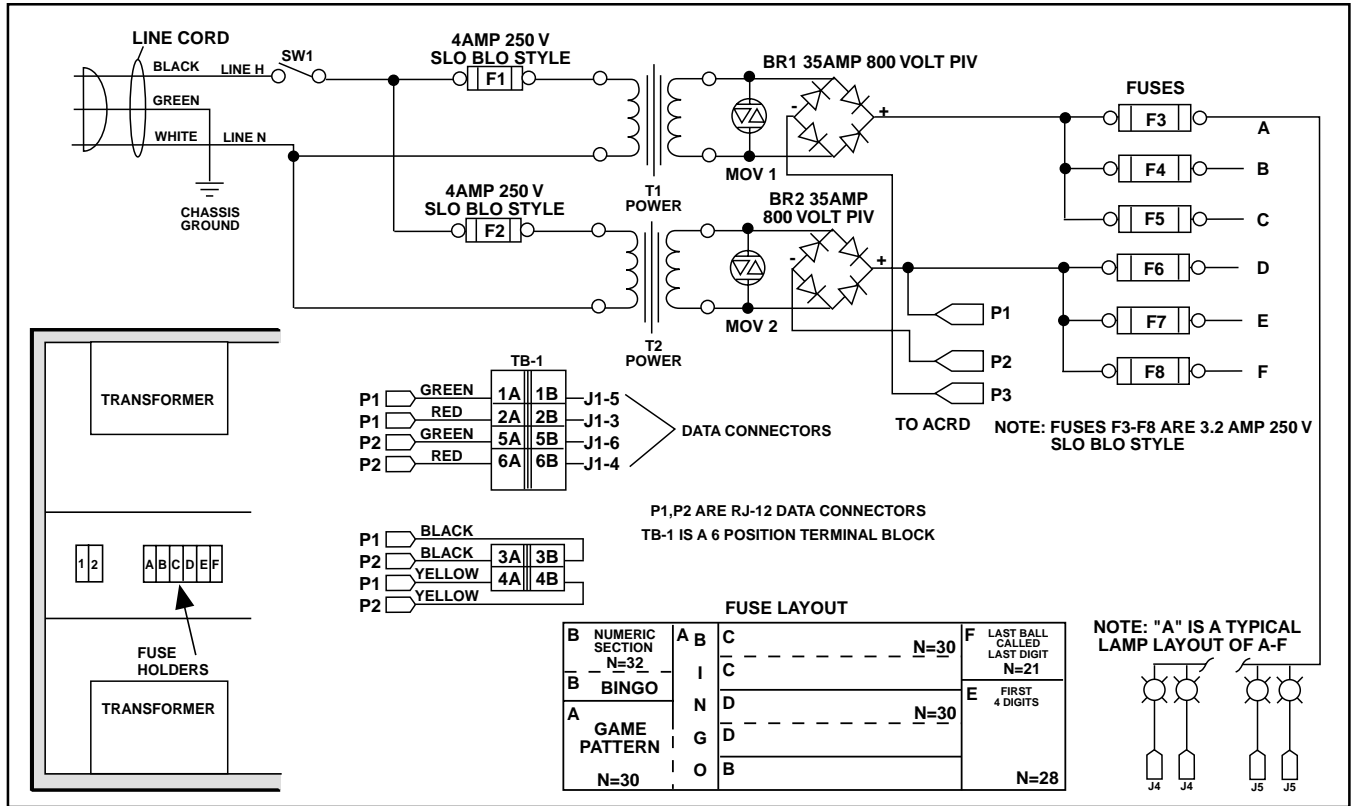 LINE CORD
BLACK
LINE H
SW1
GREEN
WHITE
LINE N
CHASSIS
GROUND
4AMP 250 V
SLO BLO STYLE
F1
4AMP 250 V
SLO BLO STYLE
F2
T1
POWER
T2
POWER
BR1 35AMP 800 VOLT PIV
-
+
MOV 1
BR2 35AMP
800 VOLT PIV
-
+
MOV 2
P1
P2
P3
TO ACRD
FUSES
F3 A
F4 B
F5 C
F6 D
F7 E
F8 F
NOTE: FUSES F3-F8 ARE 3.2 AMP 250 V
SLO BLO STYLE
TRANSFORMER
1 2
A B C D E F
FUSE
HOLDERS
TRANSFORMER
TB-1
P1 GREEN 1A 1B J1-5
P1 RED 2A 2B J1-3
P2 GREEN 5A 5B J1-6
P2 RED 6A 6B J1-4
DATA CONNECTORS
P1 BLACK
P2 BLACK 3A 3B
P1 YELLOW 4A 4B
P2 YELLOW
P1,P2 ARE RJ-12 DATA CONNECTORS
TB-1 IS A 6 POSITION TERMINAL BLOCK
FUSE LAYOUT
B NUMERIC
SECTION
N=32
B BINGO
A
GAME
PATTERN
N=30
A B
I
N
G
O
C
N=30
C
D
N=30
D
B
F LAST BALL
CALLED
LAST DIGIT
N=21
E FIRST
4 DIGITS
N=28
NOTE: "A" IS A TYPICAL
LAMP LAYOUT OF A-F
J4 J4 J5 J5